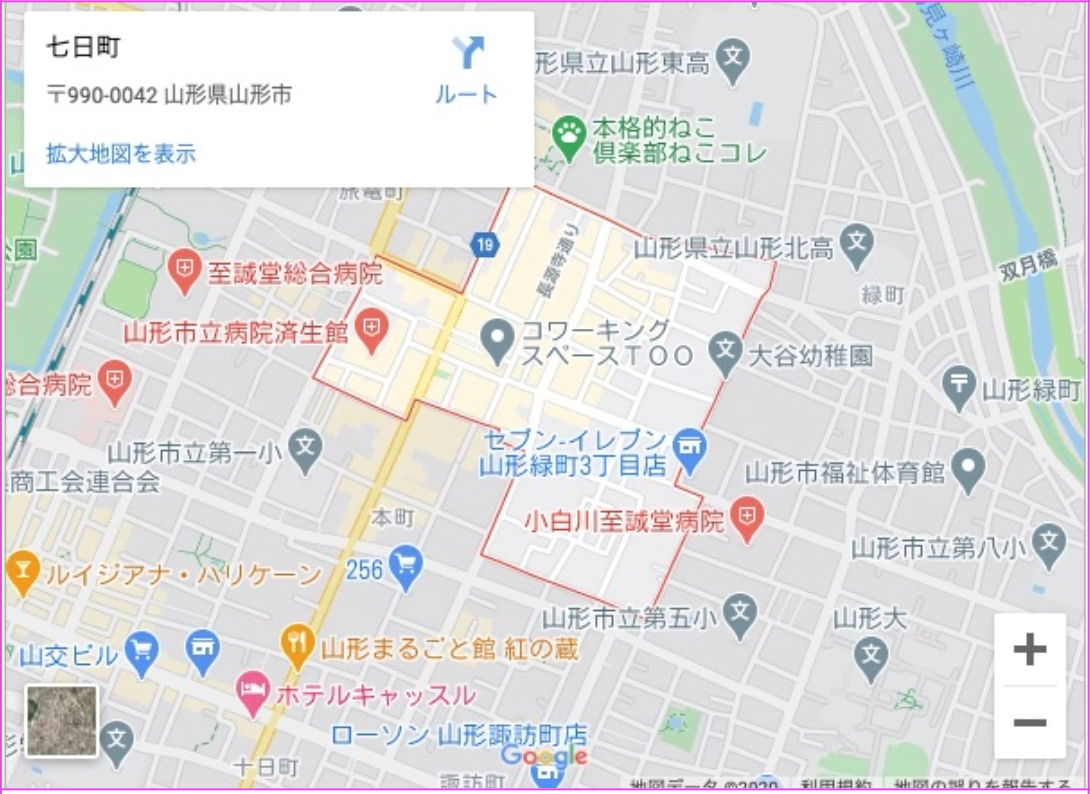 七日町
〒990-0042 山形県山形市
ルート
拡大地図を表示
形県立山形東高
本格的ねこ
倶楽部ねこコレ
見ヶ崎川
旅篭町
公園
19
長源寺通り
山形県立山形北高
双月橋
緑町
至誠堂総合病院
山形市立病院済生館
コワーキング
スペースTOO
大谷幼稚園
総合病院
山形緑町
山形市立第一小
セブン-イレブン
山形緑町3丁目店
山形市福祉体育館
県商工会連合会
本町
小白川至誠堂病院
山形市立第八小
ルイジアナ・ハリケーン
256
山形市立第五小
山形大
山交ビル
山形まるごと館 紅の蔵
ホテルキャッスル
ローソン 山形諏訪町店
Google
十日町
諏訪町
地図データ ©2020
利用規約
地図の誤りを報告する